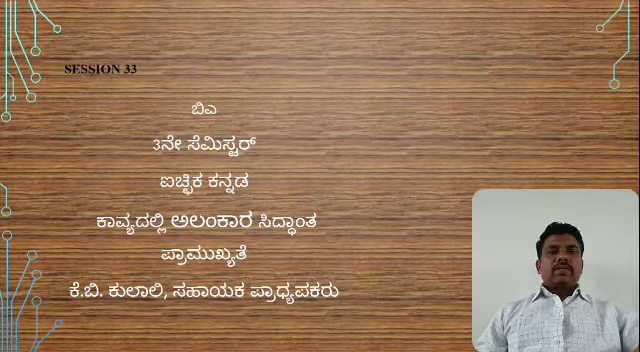 SESSION 33
ಬಿಎ
3ನೇ ಸೆಮಿಸ್ಟರ್
ಐಚ್ಛಿಕ ಕನ್ನಡ
ಕಾವ್ಯದಲ್ಲಿ ಅಲಂಕಾರ ಸಿದ್ಧಾಂತ
ಪ್ರಾಮುಖ್ಯತೆ
ಕೆ.ಬಿ. ಕುಲಾಲಿ, ಸಹಾಯಕ ಪ್ರಾಧ್ಯಪಕರು